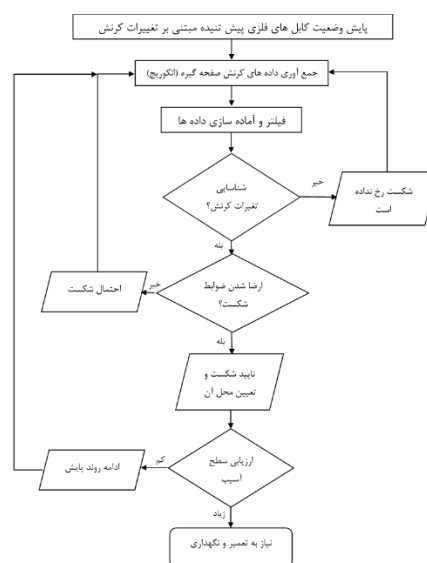 پایش وضعیت کابل های فلزی پیش تنیده مبتنی بر تغییرات کرنش
جمع آوری داده های کرنش صفحه گیره (انکوریج)
فیلتر و آماده سازی داده ها
شناسایی
تغیرات کرنش؟
خیر
شکست رخ نداده
است
بله
ارضا شدن ضوابط
شکست؟
خیر
احتمال شکست
بله
تایید شکست و
تعیین محل آن
ارزیابی سطح
آسیب
کم
ادامه روند پایش
زیاد
نیاز به تعمیر و نگهداری